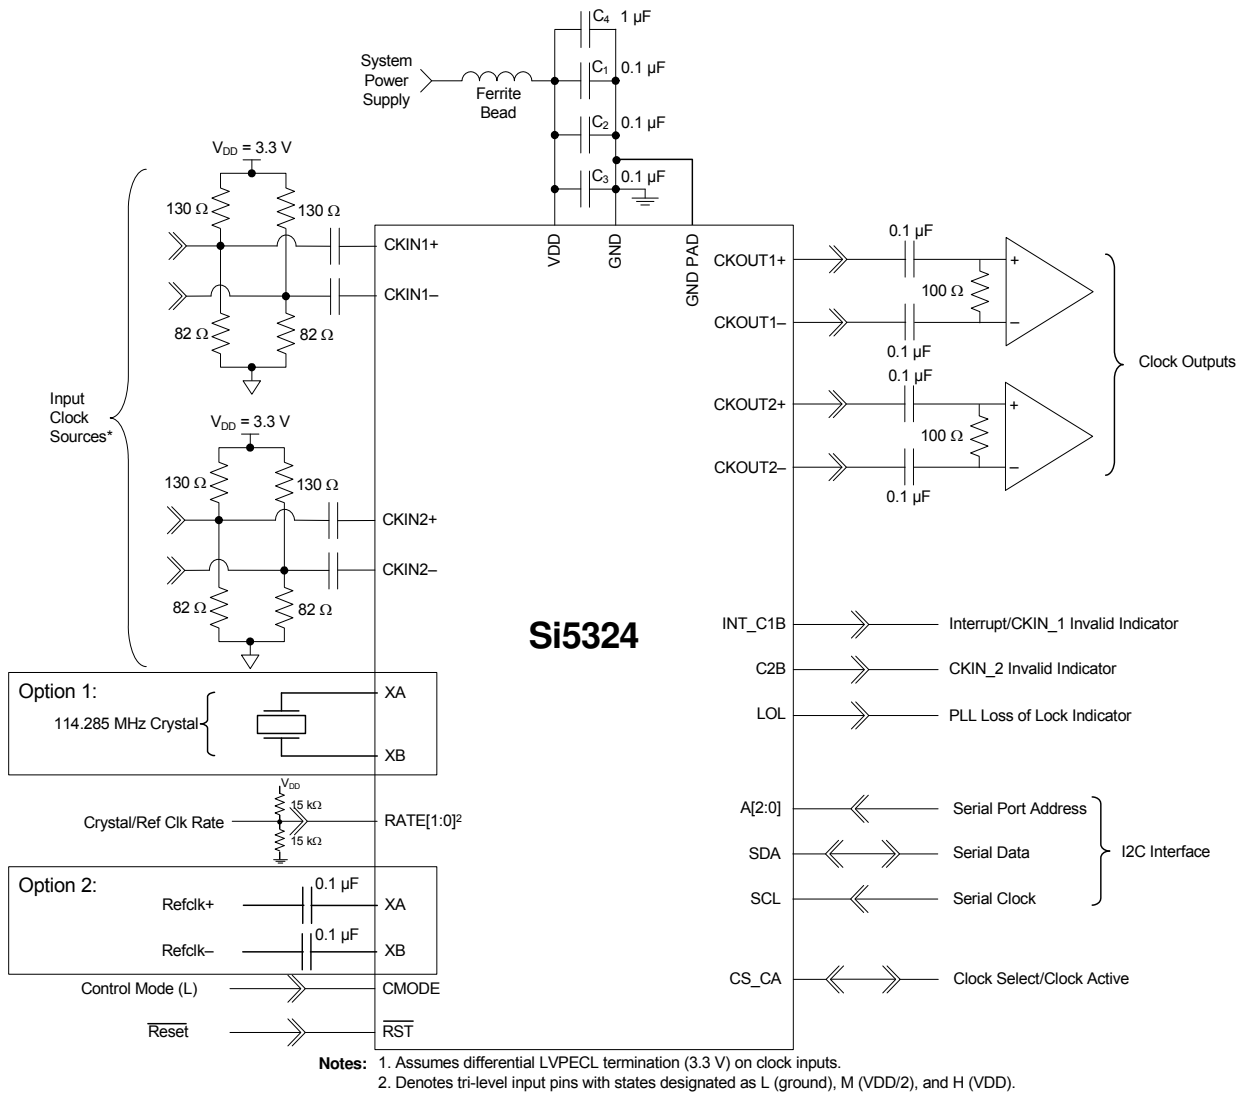 C4 1 µF
System
Power
Supply
Ferrite
Bead
C1 0.1 µF
C2 0.1 µF
C3 0.1 µF
VDD = 3.3 V
130 Ω
130 Ω
82 Ω
82 Ω
CKIN1+
CKIN1–
VDD
GND
GND PAD
CKOUT1+
CKOUT1–
0.1 µF
100 Ω
+
–
0.1 µF
0.1 µF
CKOUT2+
CKOUT2–
100 Ω
+
–
0.1 µF
Clock Outputs
Input
Clock
Sources*
VDD = 3.3 V
130 Ω
130 Ω
CKIN2+
CKIN2–
82 Ω
82 Ω
Si5324
INT_C1B Interrupt/CKIN_1 Invalid Indicator
C2B CKIN_2 Invalid Indicator
LOL PLL Loss of Lock Indicator
Option 1:
114.285 MHz Crystal
XA
XB
VDD
15 kΩ
Crystal/Ref Clk Rate
15 kΩ
RATE[1:0]²
A[2:0] Serial Port Address
SDA Serial Data
SCL Serial Clock
I2C Interface
Option 2:
0.1 µF
Refclk+ XA
0.1 µF
Refclk– XB
CS_CA Clock Select/Clock Active
Control Mode (L) CMODE
Reset RST
Notes: 1. Assumes differential LVPECL termination (3.3 V) on clock inputs.
2. Denotes tri-level input pins with states designated as L (ground), M (VDD/2), and H (VDD).